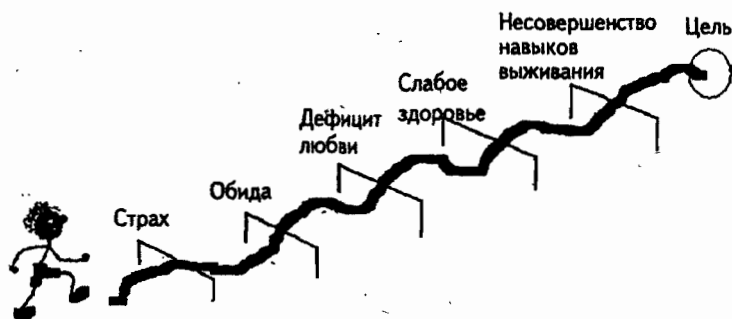 Страх
Обида
Дефицит
любви
Слабое
здоровье
Несовершенство
навыков
выживания
Цель